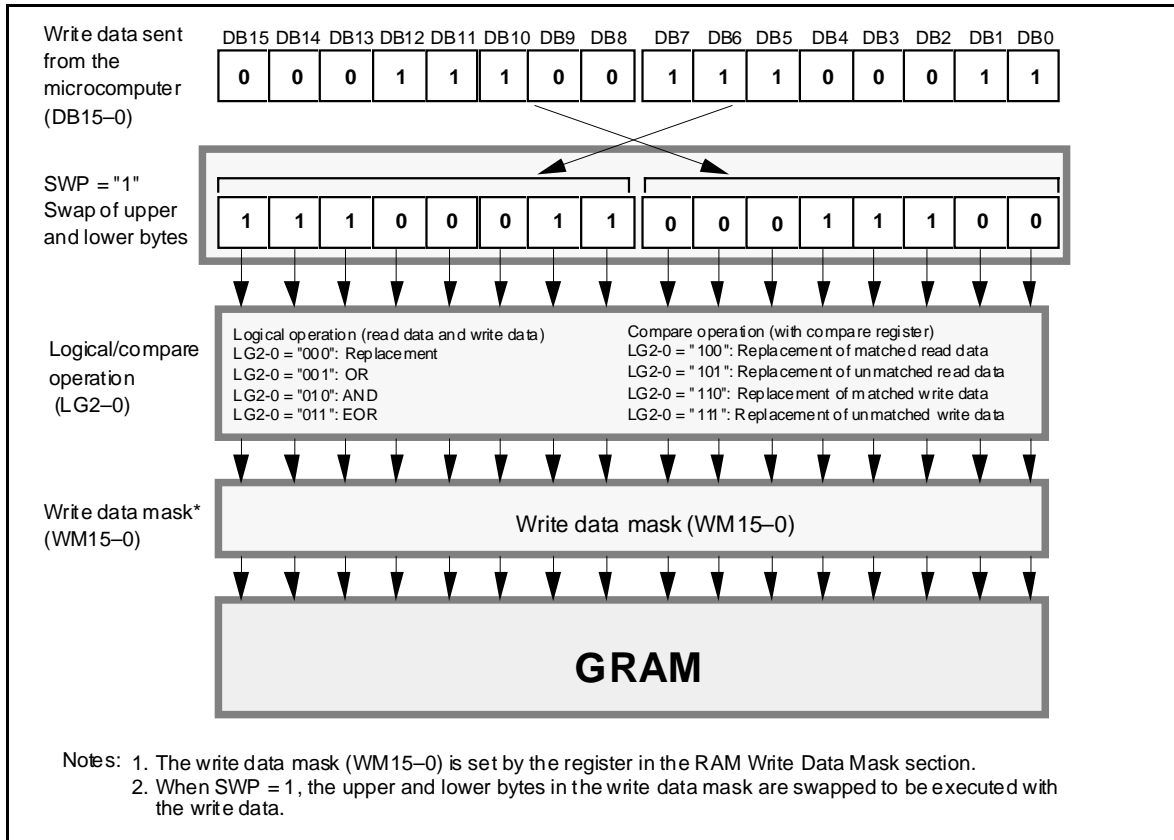 Write data sent
from the
microcomputer
(DB15–0)
DB15 DB14 DB13 DB12 DB11 DB10 DB9 DB8 DB7 DB6 DB5 DB4 DB3 DB2 DB1 DB0
0 0 0 1 1 1 0 0 1 1 1 0 0 0 1 1
SWP = "1"
Swap of upper
and lower bytes
1 1 1 0 0 0 1 1 0 0 0 1 1 1 0 0
Logical/compare
operation
(LG2–0)
Logical operation (read data and write data)
LG2-0 = "000": Replacement
LG2-0 = "001": OR
LG2-0 = "010": AND
LG2-0 = "011": EOR
Compare operation (with compare register)
LG2-0 = "100": Replacement of matched read data
LG2-0 = "101": Replacement of unmatched read data
LG2-0 = "110": Replacement of matched write data
LG2-0 = "111": Replacement of unmatched write data
Write data mask*
(WM15–0)
Write data mask (WM15–0)
GRAM
Notes: 1. The write data mask (WM15–0) is set by the register in the RAM Write Data Mask section.
2. When SWP = 1, the upper and lower bytes in the write data mask are swapped to be executed with
the write data.